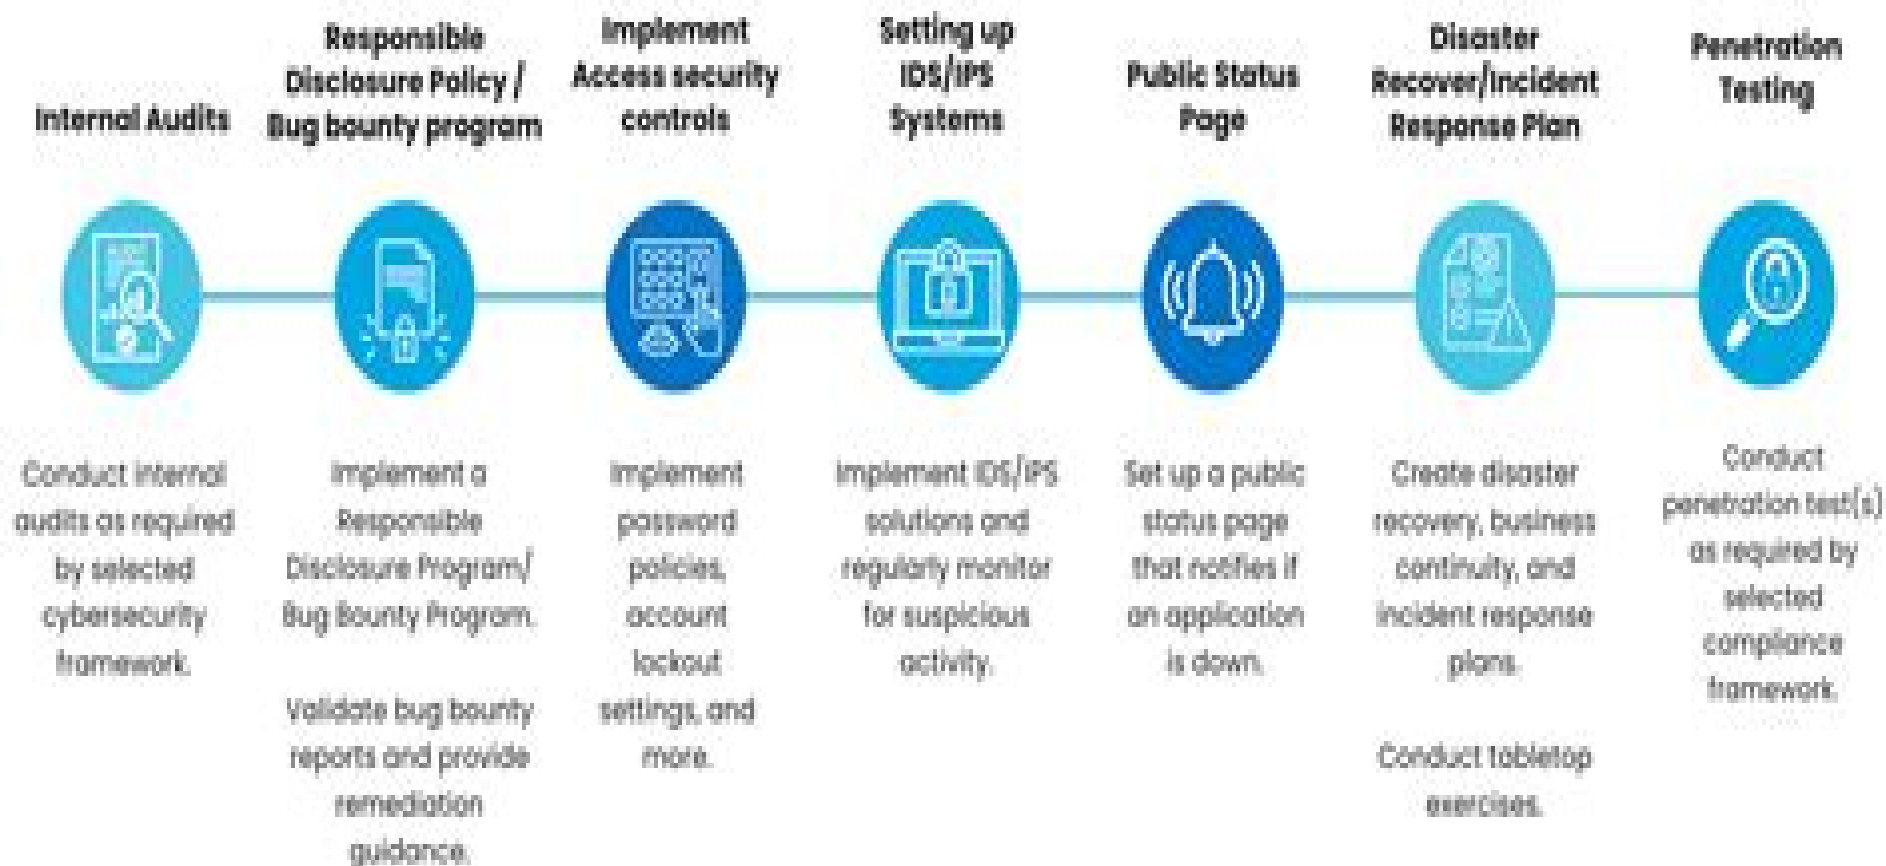 Internal Audits
Responsible
Disclosure Policy /
Bug bounty program
Implement
Access security
controls
Setting up
IDS/IPS
Systems
Public Status
Page
Disaster
Recover/Incident
Response Plan
Penetration
Testing
Conduct internal
audits as required
by selected
cybersecurity
framework.
Implement a
Responsible
Disclosure Program/
Bug Bounty Program.
Validate bug bounty
reports and provide
remediation
guidance.
Implement
password
policies,
account
lockout
settings, and
more.
Implement IDS/IPS
solutions and
regularly monitor
for suspicious
activity.
Set up a public
status page
that notifies if
an application
is down.
Create disaster
recovery, business
continuity, and
incident response
plans.
Conduct tabletop
exercises.
Conduct
penetration test(s)
as required by
selected
compliance
framework.